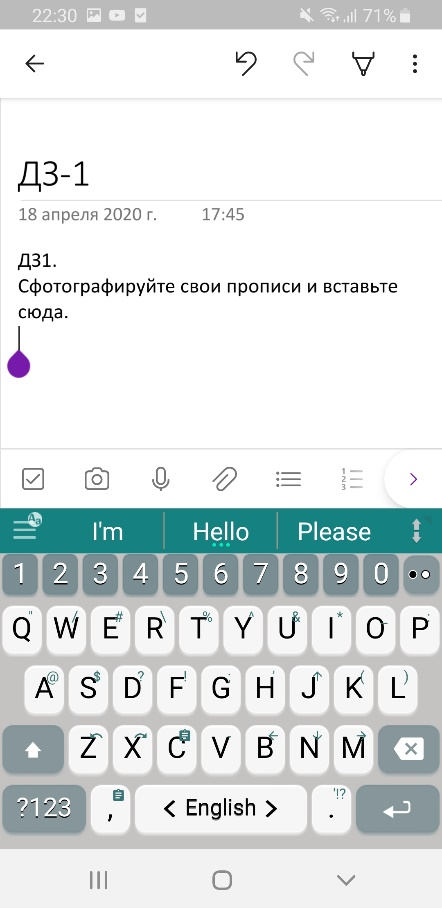 22:30 71%
ДЗ-1
18 апреля 2020 г. 17:45
ДЗ1.
Сфотографируйте свои прописи и вставьте
сюда.
I'm Hello Please
1 2 3 4 5 6 7 8 9 0
Q W E R T Y U I O P
A S D F G H J K L
Z X C V B N M
?123 , < English > .